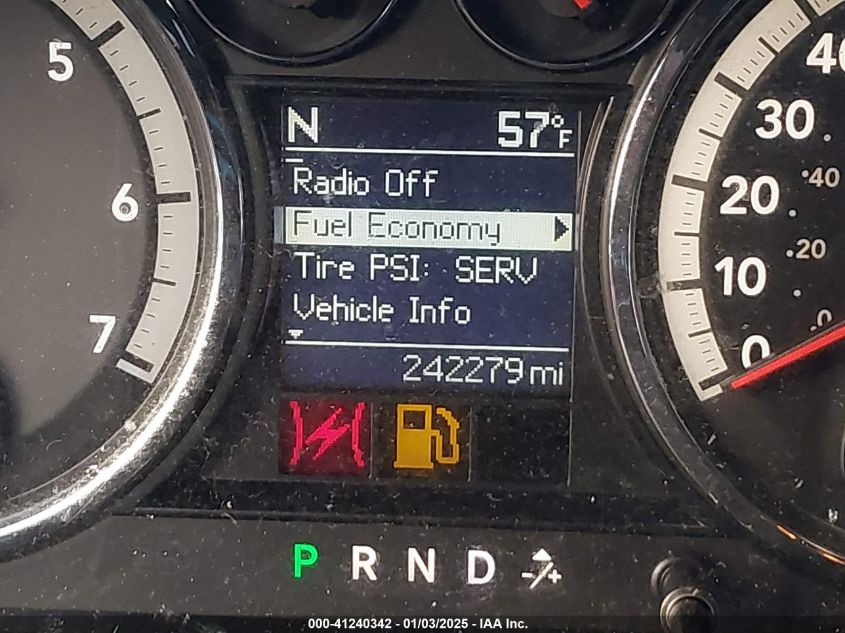 5
6
7
N 57°F
Radio Off
Fuel Economy
Tire PSI: SERV
Vehicle Info
242279 mi
40
30
20
10
0
40
20
0
P R N D -/+
000-41240342 - 01/03/2025 - IAA Inc.